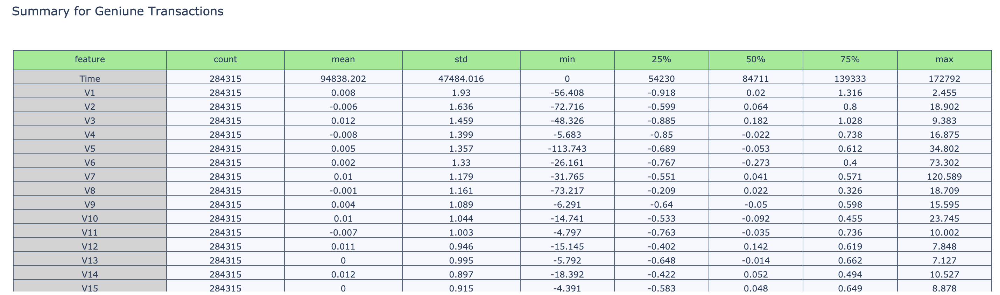 Summary for Geniune Transactions
feature count mean std min 25% 50% 75% max
Time 284315 94838.202 47484.016 0 54230 84711 139333 172792
V1 284315 0.008 1.93 -56.408 -0.918 0.02 1.316 2.455
V2 284315 -0.006 1.636 -72.716 -0.599 0.064 0.8 18.902
V3 284315 0.012 1.459 -48.326 -0.885 0.182 1.028 9.383
V4 284315 -0.008 1.399 -5.683 -0.85 -0.022 0.738 16.875
V5 284315 0.005 1.357 -113.743 -0.689 -0.053 0.612 34.802
V6 284315 0.002 1.33 -26.161 -0.767 -0.273 0.4 73.302
V7 284315 0.01 1.179 -31.765 -0.551 0.041 0.571 120.589
V8 284315 -0.001 1.161 -73.217 -0.209 0.022 0.326 18.709
V9 284315 0.004 1.089 -6.291 -0.64 -0.05 0.598 15.595
V10 284315 0.01 1.044 -14.741 -0.533 -0.092 0.455 23.745
V11 284315 -0.007 1.003 -4.797 -0.763 -0.035 0.736 10.002
V12 284315 0.011 0.946 -15.145 -0.402 0.142 0.619 7.848
V13 284315 0 0.995 -5.792 -0.648 -0.014 0.662 7.127
V14 284315 0.012 0.897 -18.392 -0.422 0.052 0.494 10.527
V15 284315 0 0.915 -4.391 -0.583 0.048 0.649 8.878